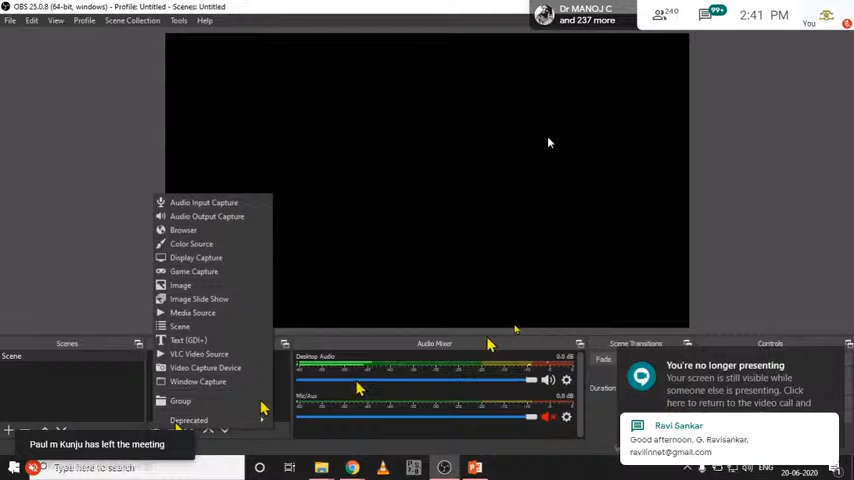 OBS 25.0.8 (64-bit, windows) - Profile: Untitled - Scenes: Untitled
File Edit View Profile Scene Collection Tools Help
Dr MANOJ C
and 237 more
240
99+
2:41 PM
You
Audio Input Capture
Audio Output Capture
Browser
Color Source
Display Capture
Game Capture
Image
Image Slide Show
Media Source
Scene
Text (GDI+)
VLC Video Source
Video Capture Device
Window Capture
Group
Deprecated
Scenes
Scene
Audio Mixer
Desktop Audio
0.0 dB
Mic/Aux
0.0 dB
Scene Transitions
Fade
Duration
Controls
You're no longer presenting
Your screen is still visible while
someone else is presenting. Click
here to return to the video call and
Ravi Sankar
Good afternoon. G. Ravisankar,
ravilinnet@gmail.com
Paul m Kunju has left the meeting
Type here to search
ENG
20-06-2020